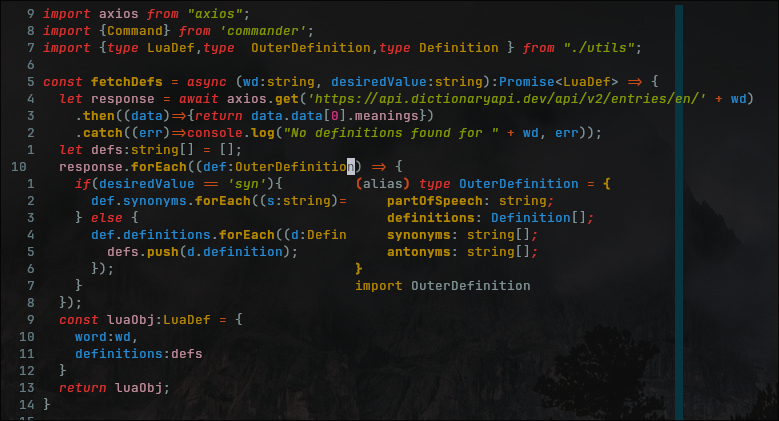 9 import axios from "axios";
8 import {Command} from 'commander';
7 import {type LuaDef,type  OuterDefinition,type Definition } from "./utils";
6
5 const fetchDefs = async (wd:string, desiredValue:string):Promise<LuaDef> => {
4   let response = await axios.get('https://api.dictionaryapi.dev/api/v2/entries/en/' + wd)
3     .then((data)=>{return data.data[0].meanings})
2     .catch((err)=>console.log("No definitions found for " + wd, err));
1   let defs:string[] = [];
10   response.forEach((def:OuterDefinition) => {
1     if(desiredValue == 'syn'){         (alias) type OuterDefinition = {
2       def.synonyms.forEach((s:string)=     partOfSpeech: string;
3     } else {                               definitions: Definition[];
4       def.definitions.forEach((d:Defin     synonyms: string[];
5         defs.push(d.definition);           antonyms: string[];
6       });                              }
7     }                                  import OuterDefinition
8   });
9   const luaObj:LuaDef = {
10     word:wd,
11     definitions:defs
12   }
13   return luaObj;
14 }